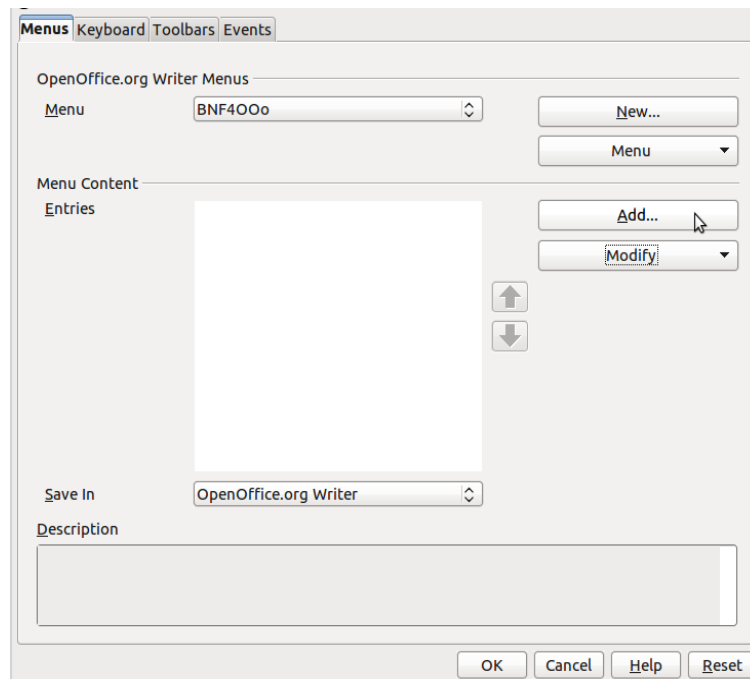 Menus Keyboard Toolbars Events
OpenOffice.org Writer Menus
Menu BNF4OOo New...
Menu
Menu Content
Entries Add...
Modify
Save In OpenOffice.org Writer
Description
OK Cancel Help Reset